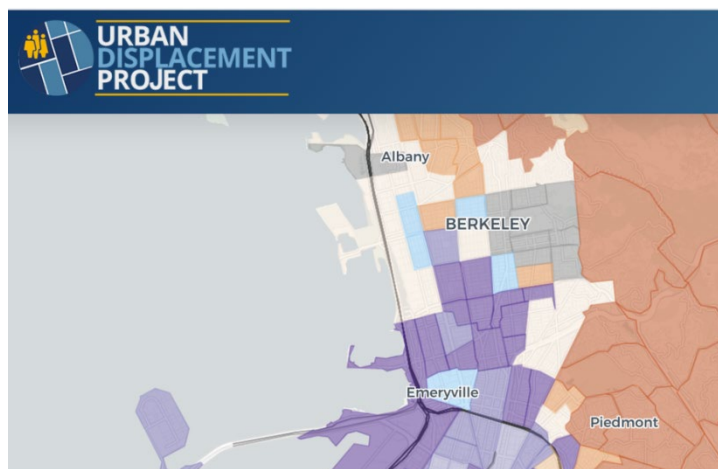 URBAN
DISPLACEMENT
PROJECT
Albany
BERKELEY
Emeryville
Piedmont